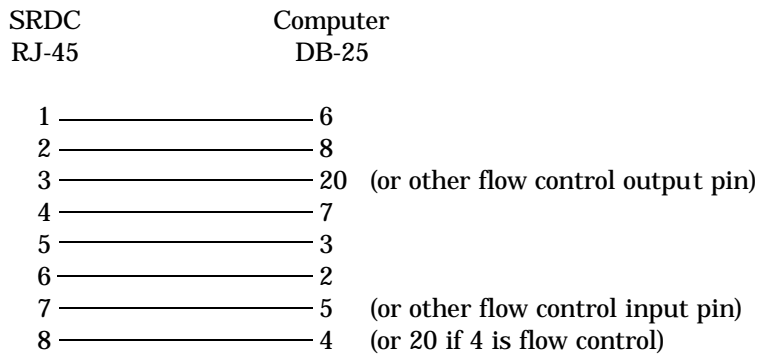 SRDC Computer
RJ-45 DB-25
1 6
2 8
3 20 (or other flow control output pin)
4 7
5 3
6 2
7 5 (or other flow control input pin)
8 4 (or 20 if 4 is flow control)